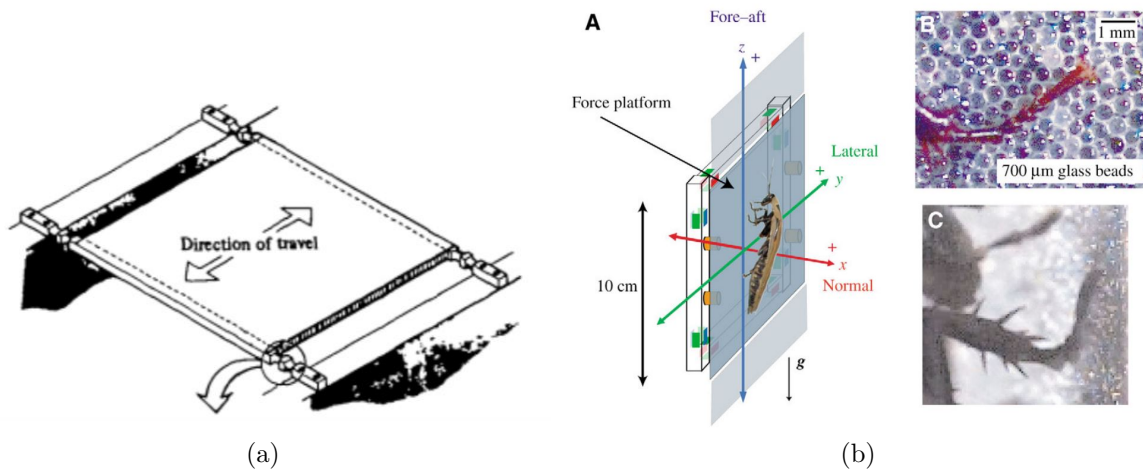 Direction of travel
(a)
A
Fore–aft
z
+
Force platform
Lateral
+
y
+
x
10 cm
Normal
g
B
1 mm
700 μm glass beads
C
(b)